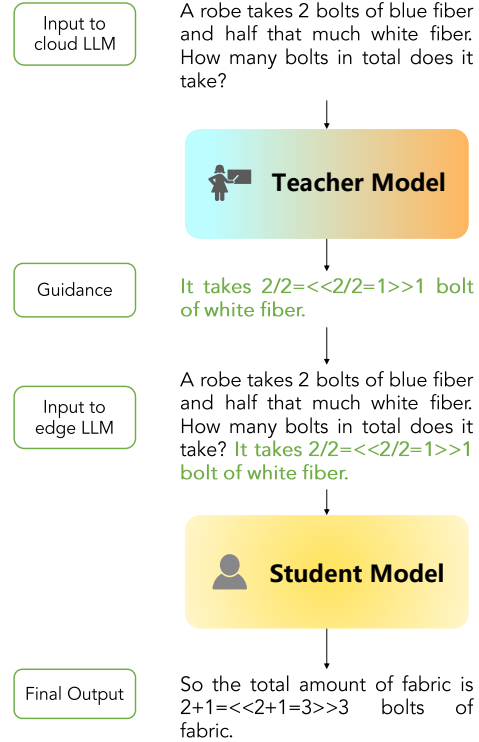 Input to
cloud LLM
A robe takes 2 bolts of blue fiber
and half that much white fiber.
How many bolts in total does it
take?
Teacher Model
Guidance
It takes 2/2=<<2/2=1>>1 bolt
of white fiber.
Input to
edge LLM
A robe takes 2 bolts of blue fiber
and half that much white fiber.
How many bolts in total does it
take? It takes 2/2=<<2/2=1>>1
bolt of white fiber.
Student Model
Final Output
So the total amount of fabric is
2+1=<<2+1=3>>3 bolts of
fabric.